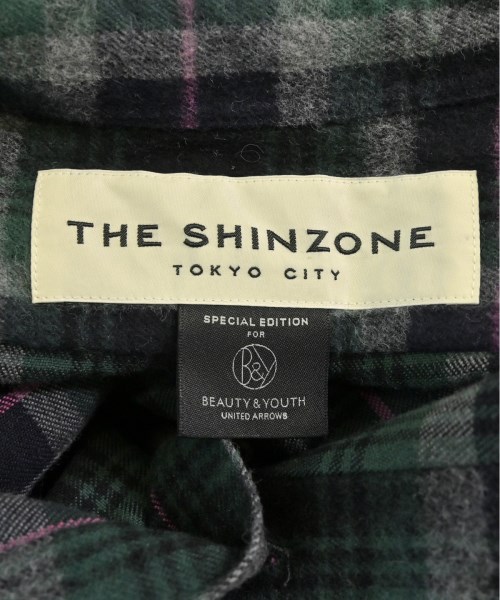 THE SHINZONE
TOKYO CITY
SPECIAL EDITION
FOR
B&Y
BEAUTY & YOUTH
UNITED ARROWS